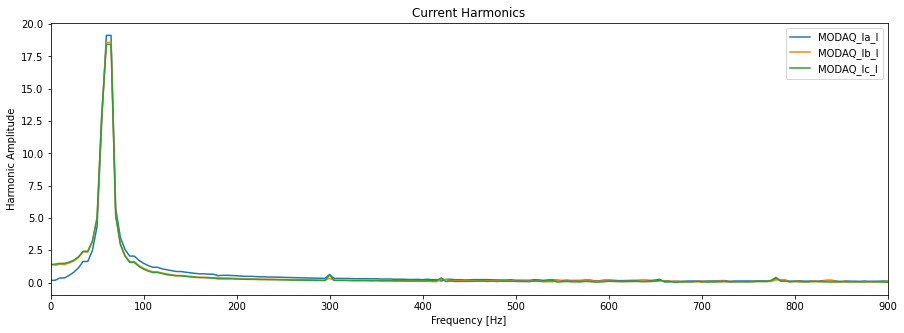 Current Harmonics
20.0
17.5
15.0
12.5
10.0
7.5
5.0
2.5
0.0
Harmonic Amplitude
MODAQ_Ia_I
MODAQ_Ib_I
MODAQ_Ic_I
0 100 200 300 400 500 600 700 800 900
Frequency [Hz]